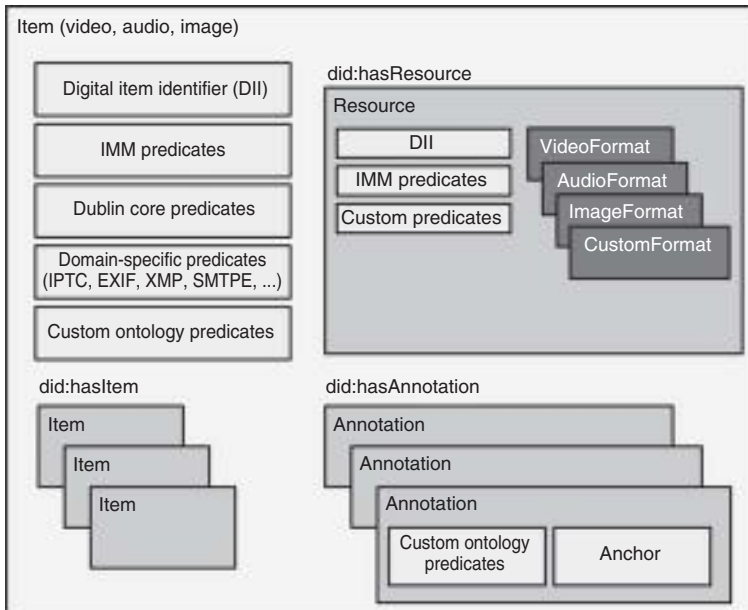 Item (video, audio, image)
Digital item identifier (DII)
IMM predicates
Dublin core predicates
Domain-specific predicates
(IPTC, EXIF, XMP, SMTPE, ...)
Custom ontology predicates
did:hasResource
Resource
DII
IMM predicates
Custom predicates
VideoFormat
AudioFormat
ImageFormat
CustomFormat
did:hasItem
Item
Item
Item
did:hasAnnotation
Annotation
Annotation
Annotation
Custom ontology
predicates
Anchor